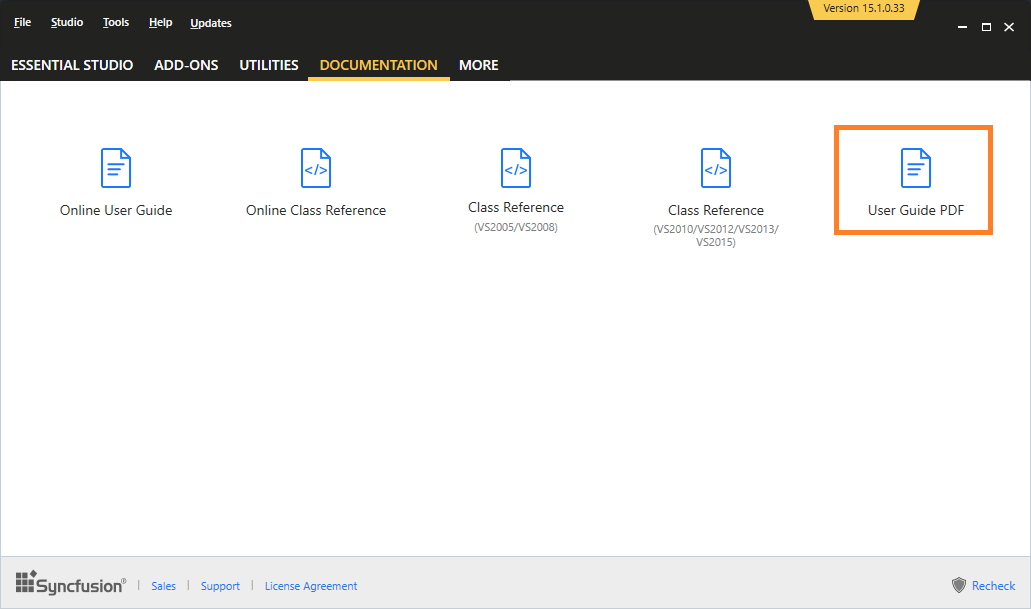 File Studio Tools Help Updates
Version 15.1.0.33
ESSENTIAL STUDIO ADD-ONS UTILITIES DOCUMENTATION MORE
Online User Guide
</>
Online Class Reference
</>
Class Reference
(VS2005/VS2008)
</>
Class Reference
(VS2010/VS2012/VS2013/
VS2015)
User Guide PDF
Syncfusion® | Sales | Support | License Agreement
Recheck